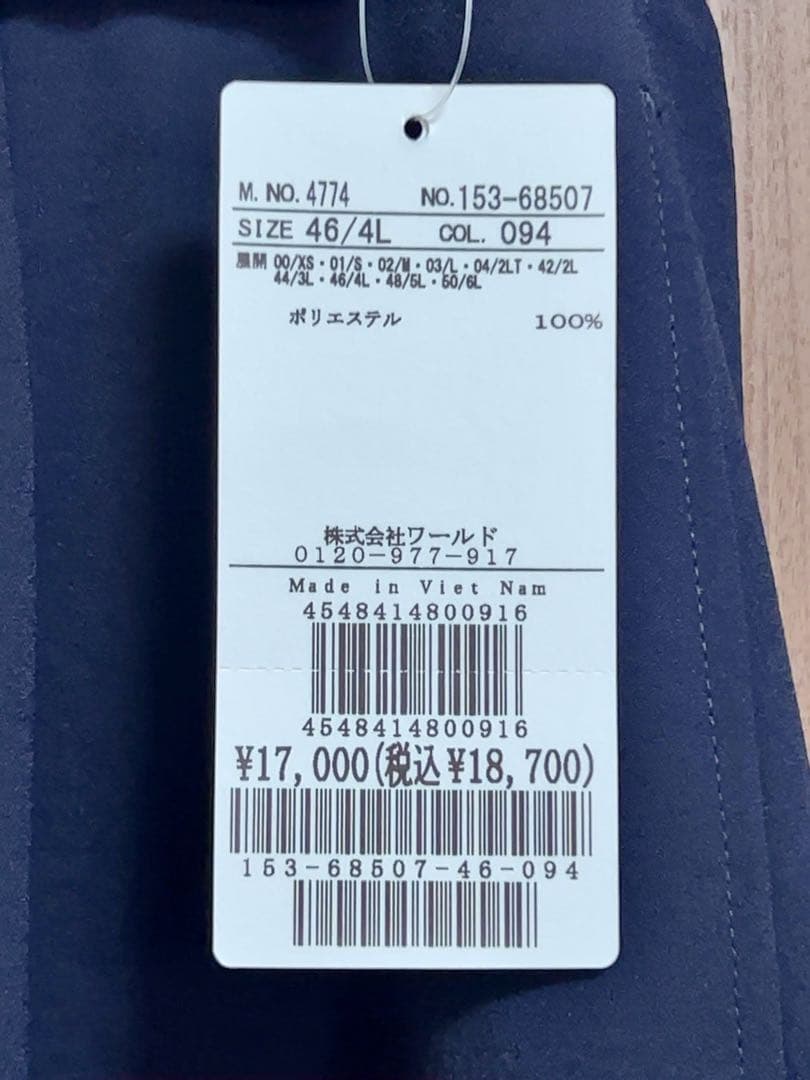 M. NO. 4774 NO. 153-68507
SIZE 46/4L COL. 094
展開 00/XS・01/S・02/M・03/L・04/2LT・42/2L
44/3L・46/4L・48/5L・50/6L
ポリエステル 100%
株式会社ワールド
0120-977-917
Made in Viet Nam
4548414800916
4548414800916
¥17,000(税込¥18,700)
153-68507-46-094